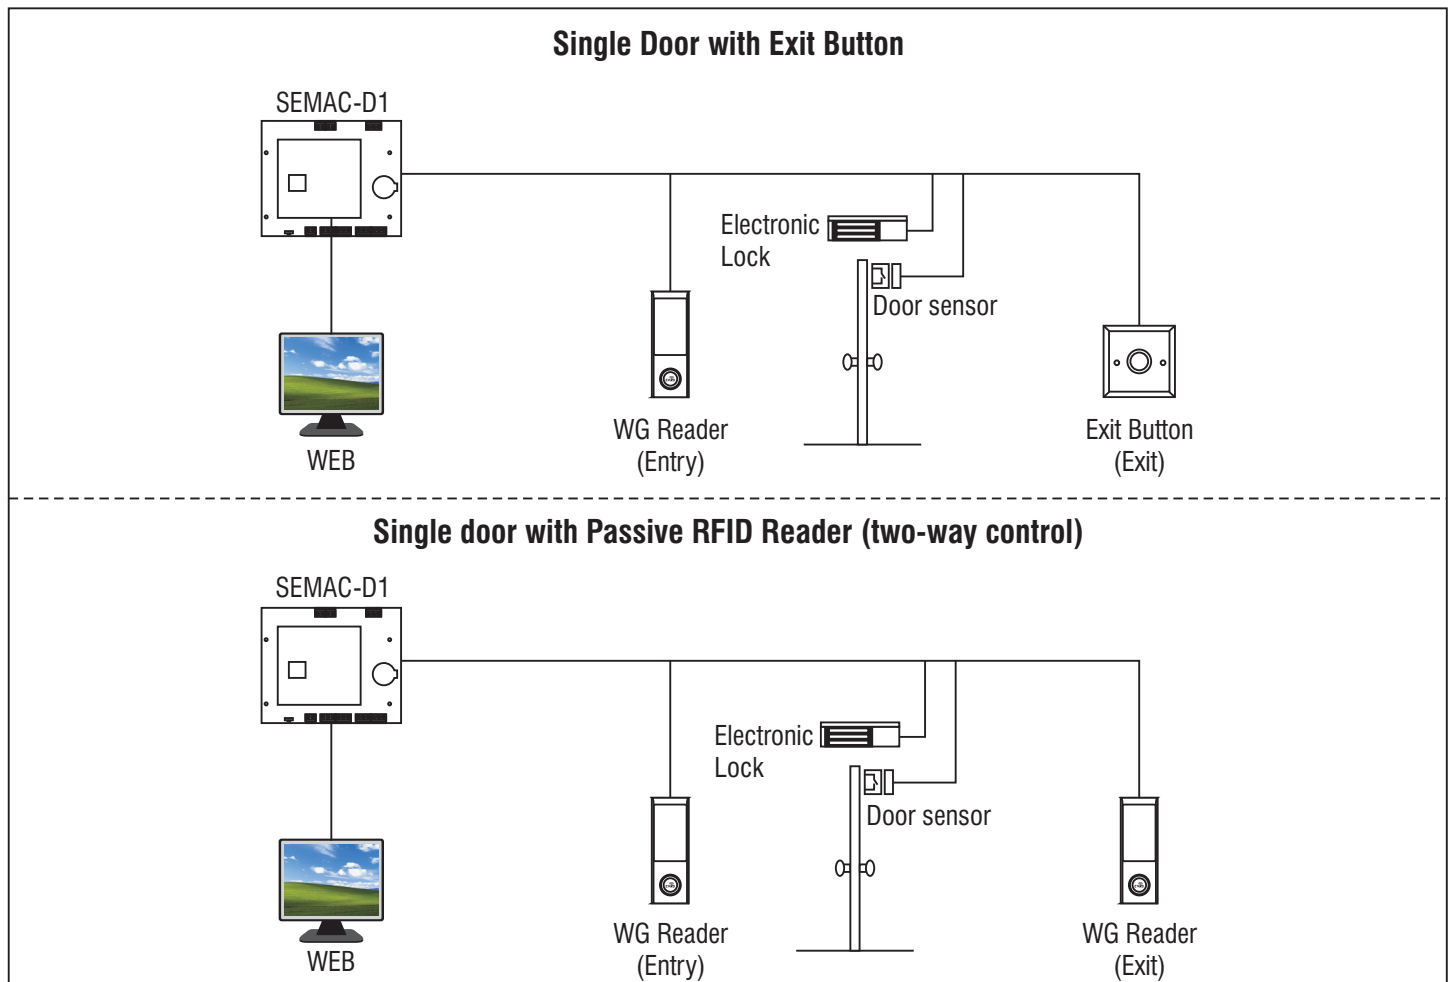 Single Door with Exit Button
SEMAC-D1
Electronic
Lock
Door sensor
WG Reader
(Entry)
Exit Button
(Exit)
WEB
Single door with Passive RFID Reader (two-way control)
SEMAC-D1
Electronic
Lock
Door sensor
WG Reader
(Entry)
WG Reader
(Exit)
WEB